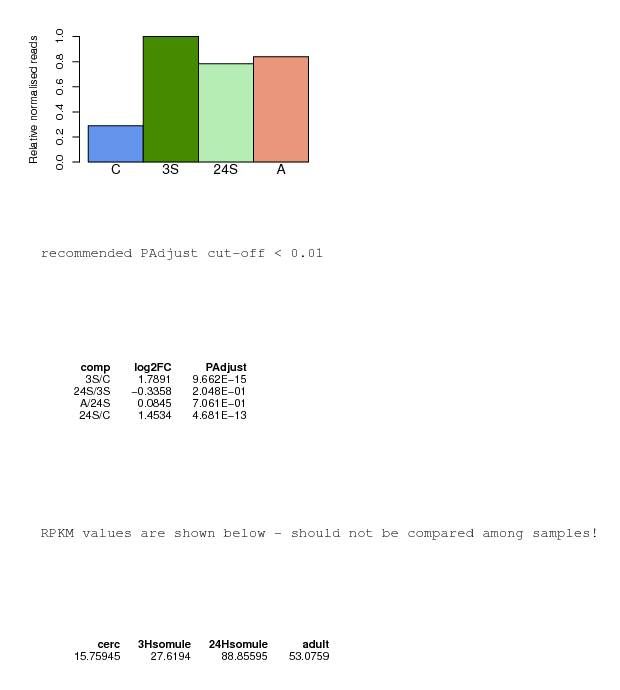 Relative normalised reads
1.0
0.8
0.6
0.4
0.2
0.0
C 3S 24S A
recommended PAdjust cut-off < 0.01
comp log2FC PAdjust
3S/C 1.7891 9.662E-15
24S/3S -0.3358 2.048E-01
A/24S 0.0845 7.061E-01
24S/C 1.4534 4.681E-13
RPKM values are shown below - should not be compared among samples!
cerc 3Hsomule 24Hsomule adult
15.75945 27.6194 88.85595 53.0759